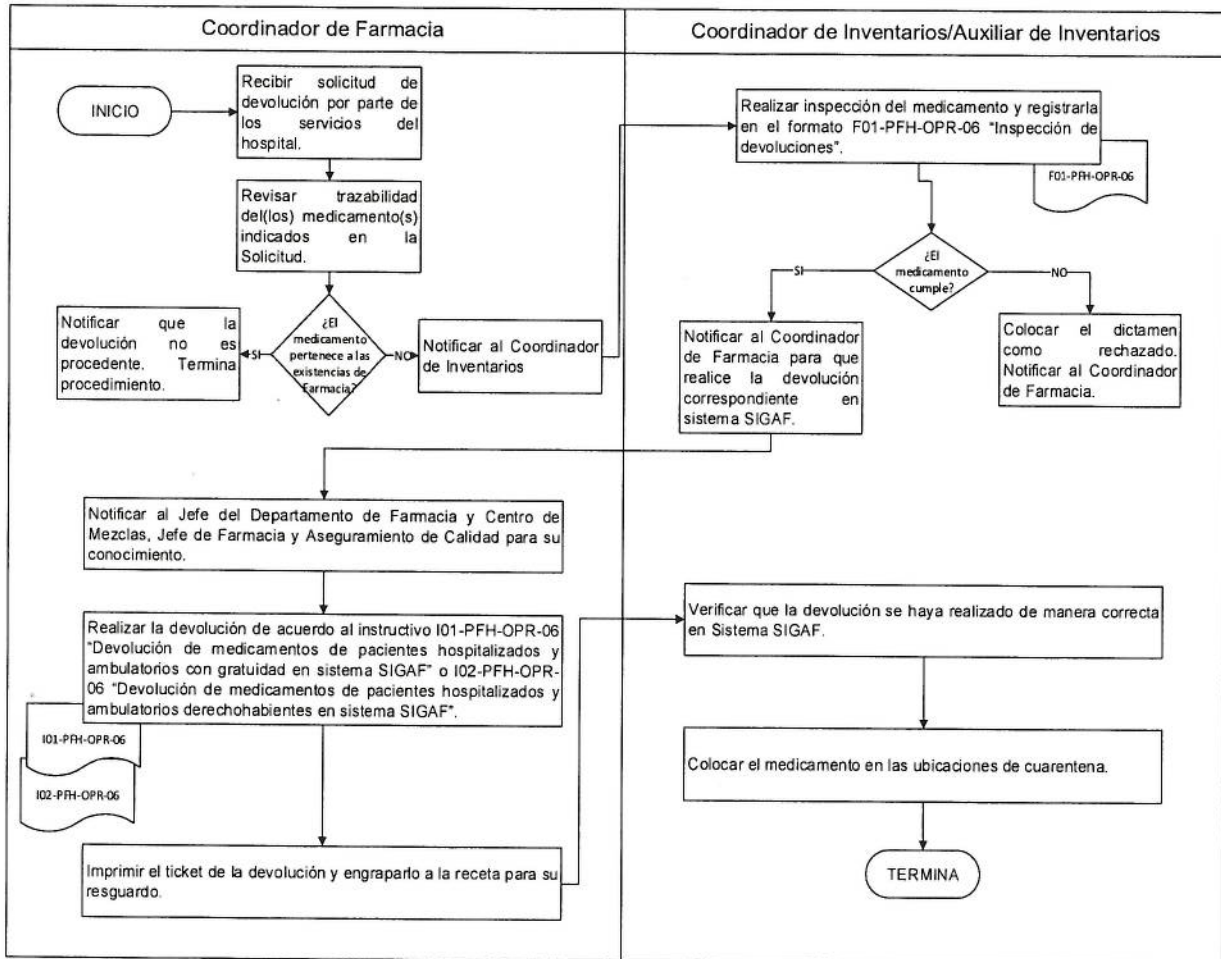 Coordinador de Farmacia
Coordinador de Inventarios/Auxiliar de Inventarios
INICIO
Recibir solicitud de
devolución por parte de
los servicios del
hospital.
Revisar trazabilidad
del(los) medicamento(s)
indicados en la
Solicitud.
¿El
medicamento
pertenece a las
existencias de
Farmacia?
SI
NO
Notificar que la
devolución no es
procedente. Termina
procedimiento.
Notificar al Coordinador
de Inventarios
Realizar inspección del medicamento y registrarla
en el formato F01-PFH-OPR-06 "Inspección de
devoluciones".
F01-PFH-OPR-06
¿El
medicamento
cumple?
SI
NO
Notificar al Coordinador
de Farmacia para que
realice la devolución
correspondiente en
sistema SIGAF.
Colocar el dictamen
como rechazado.
Notificar al Coordinador
de Farmacia.
Notificar al Jefe del Departamento de Farmacia y Centro de
Mezclas, Jefe de Farmacia y Aseguramiento de Calidad para su
conocimiento.
Realizar la devolución de acuerdo al instructivo I01-PFH-OPR-06
"Devolución de medicamentos de pacientes hospitalizados y
ambulatorios con gratuidad en sistema SIGAF" o I02-PFH-OPR-
06 "Devolución de medicamentos de pacientes hospitalizados y
ambulatorios derechohabientes en sistema SIGAF".
I01-PFH-OPR-06
I02-PFH-OPR-06
Imprimir el ticket de la devolución y engraparlo a la receta para su
resguardo.
Verificar que la devolución se haya realizado de manera correcta
en Sistema SIGAF.
Colocar el medicamento en las ubicaciones de cuarentena.
TERMINA